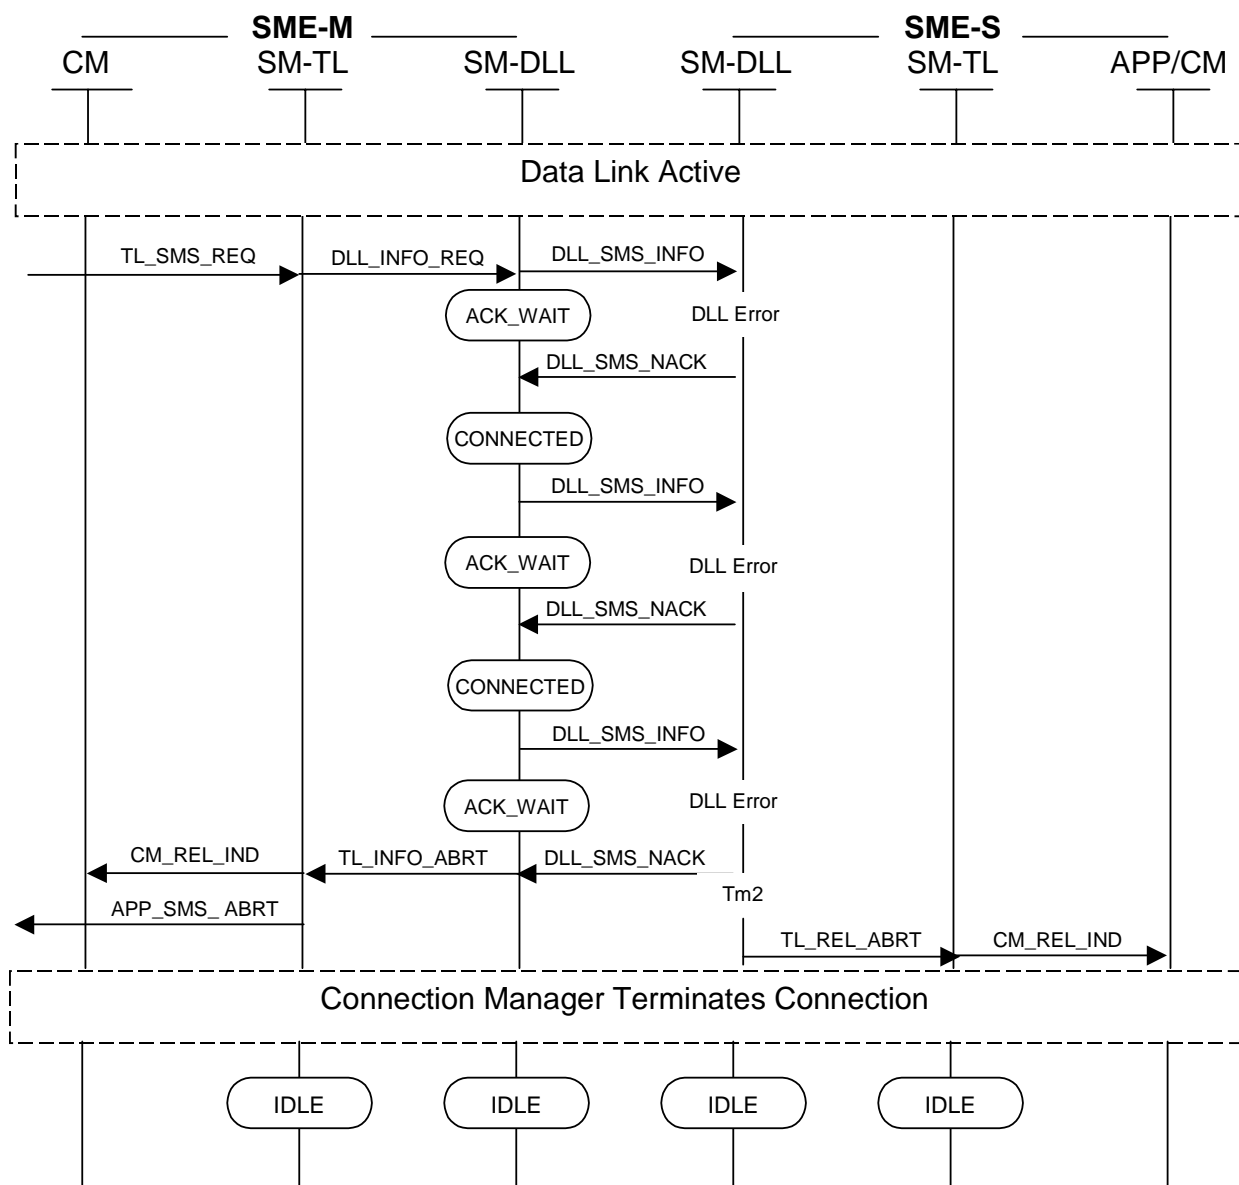 SME-M SME-S
CM SM-TL SM-DLL SM-DLL SM-TL APP/CM
Data Link Active
TL_SMS_REQ DLL_INFO_REQ DLL_SMS_INFO
ACK_WAIT DLL Error
DLL_SMS_NACK
CONNECTED
DLL_SMS_INFO
ACK_WAIT DLL Error
DLL_SMS_NACK
CONNECTED
DLL_SMS_INFO
ACK_WAIT DLL Error
CM_REL_IND TL_INFO_ABRT DLL_SMS_NACK
Tm2
APP_SMS_ ABRT
TL_REL_ABRT CM_REL_IND
Connection Manager Terminates Connection
IDLE IDLE IDLE IDLE